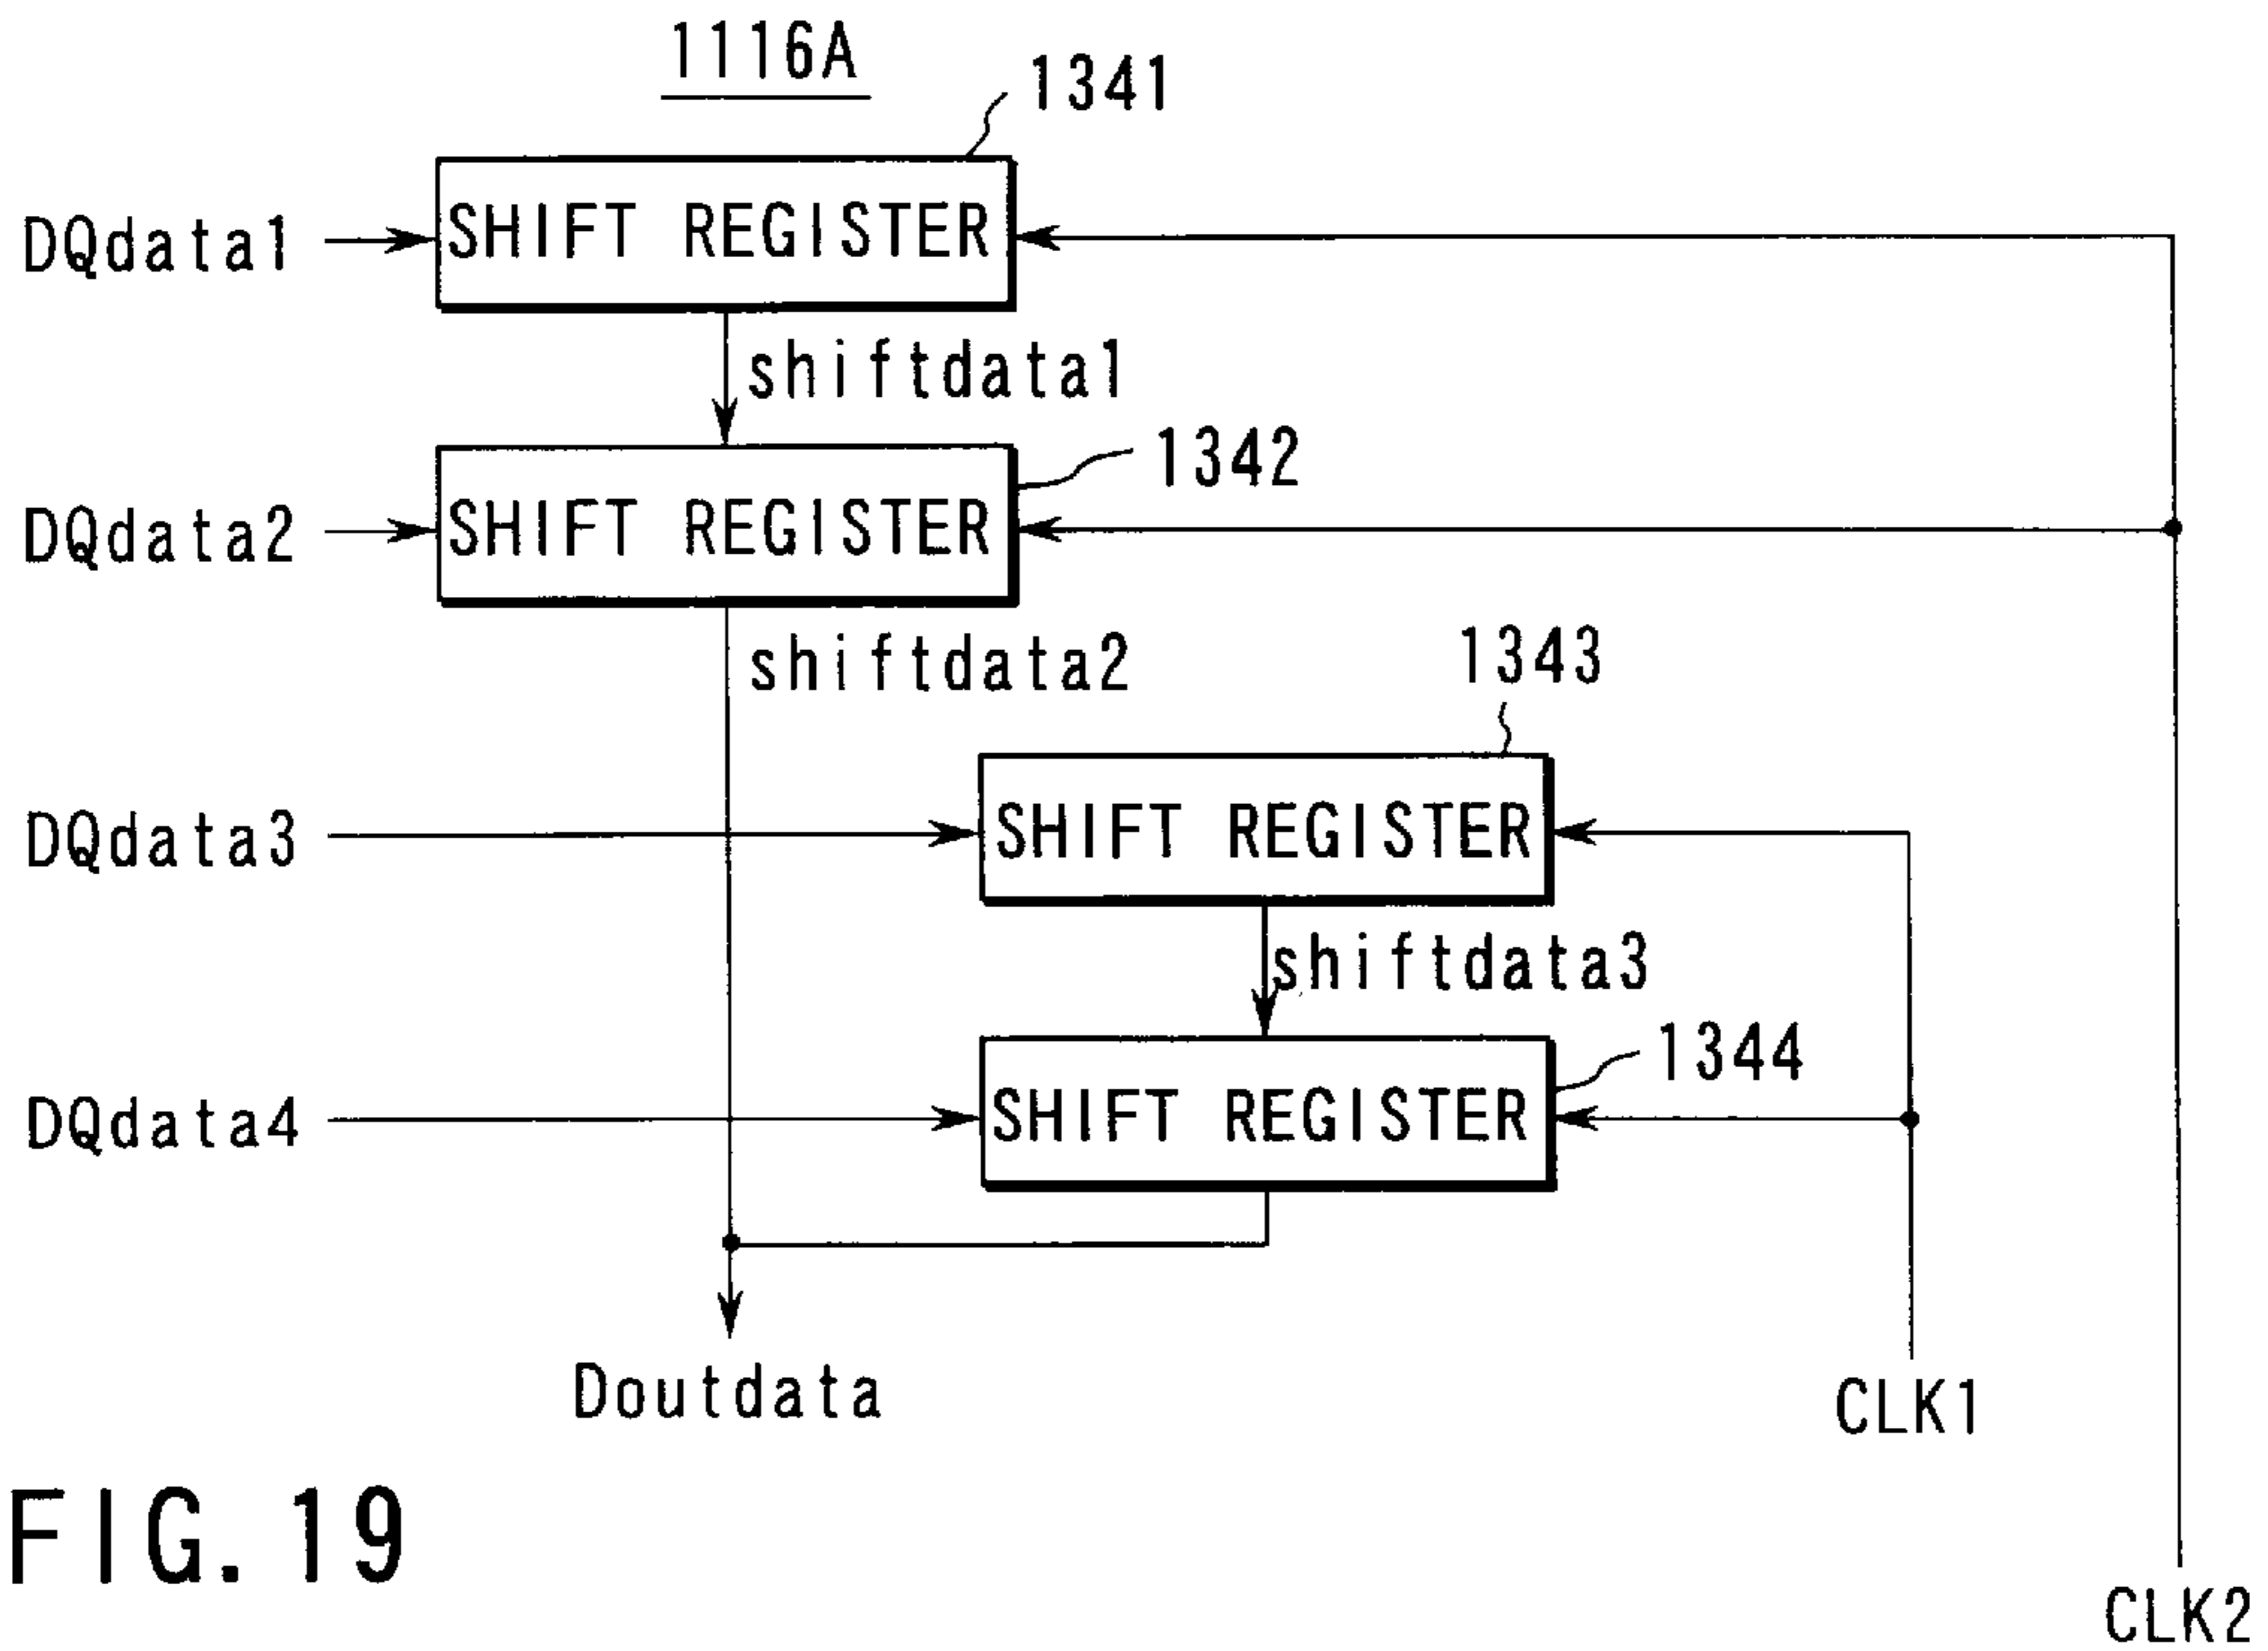 1116A
1341
DQdata1
SHIFT REGISTER
shiftdata1
1342
DQdata2
SHIFT REGISTER
shiftdata2
1343
DQdata3
SHIFT REGISTER
shiftdata3
1344
DQdata4
SHIFT REGISTER
Doutdata
CLK1
FIG.19
CLK2